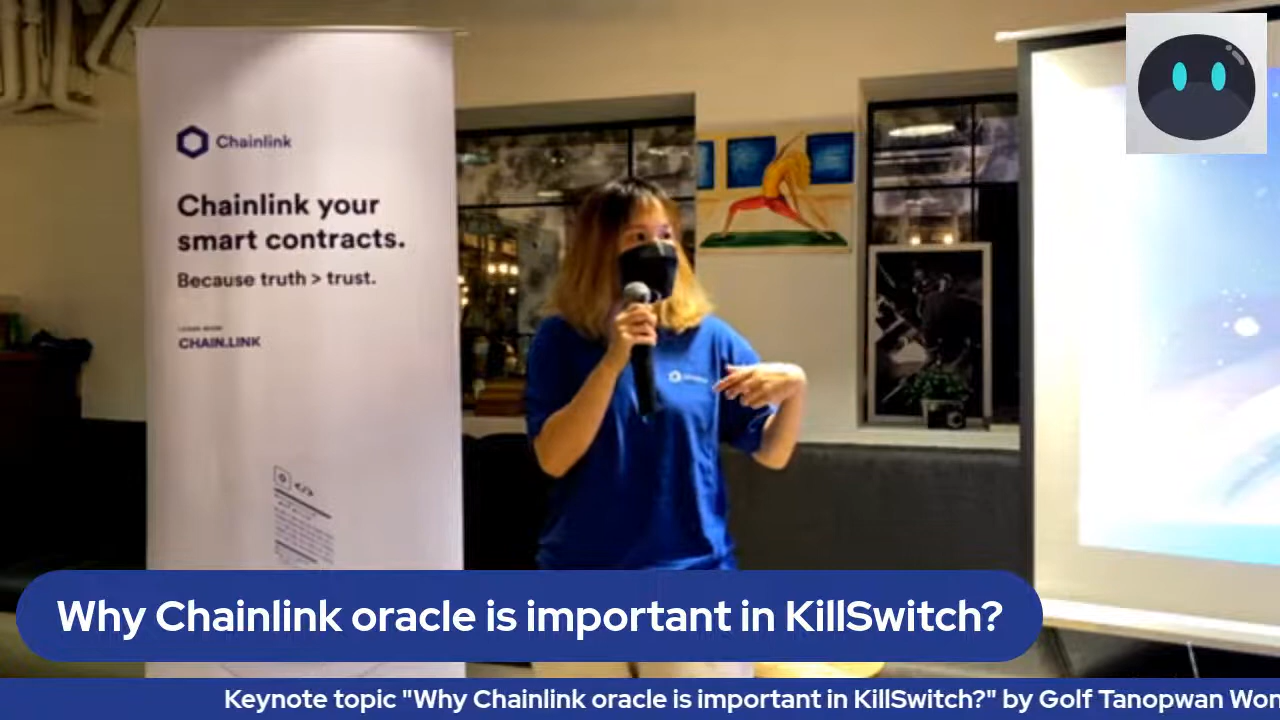 Chainlink
Chainlink your
smart contracts.
Because truth > trust.
CHAIN.LINK
Why Chainlink oracle is important in KillSwitch?
Keynote topic "Why Chainlink oracle is important in KillSwitch?" by Golf Tanopwan